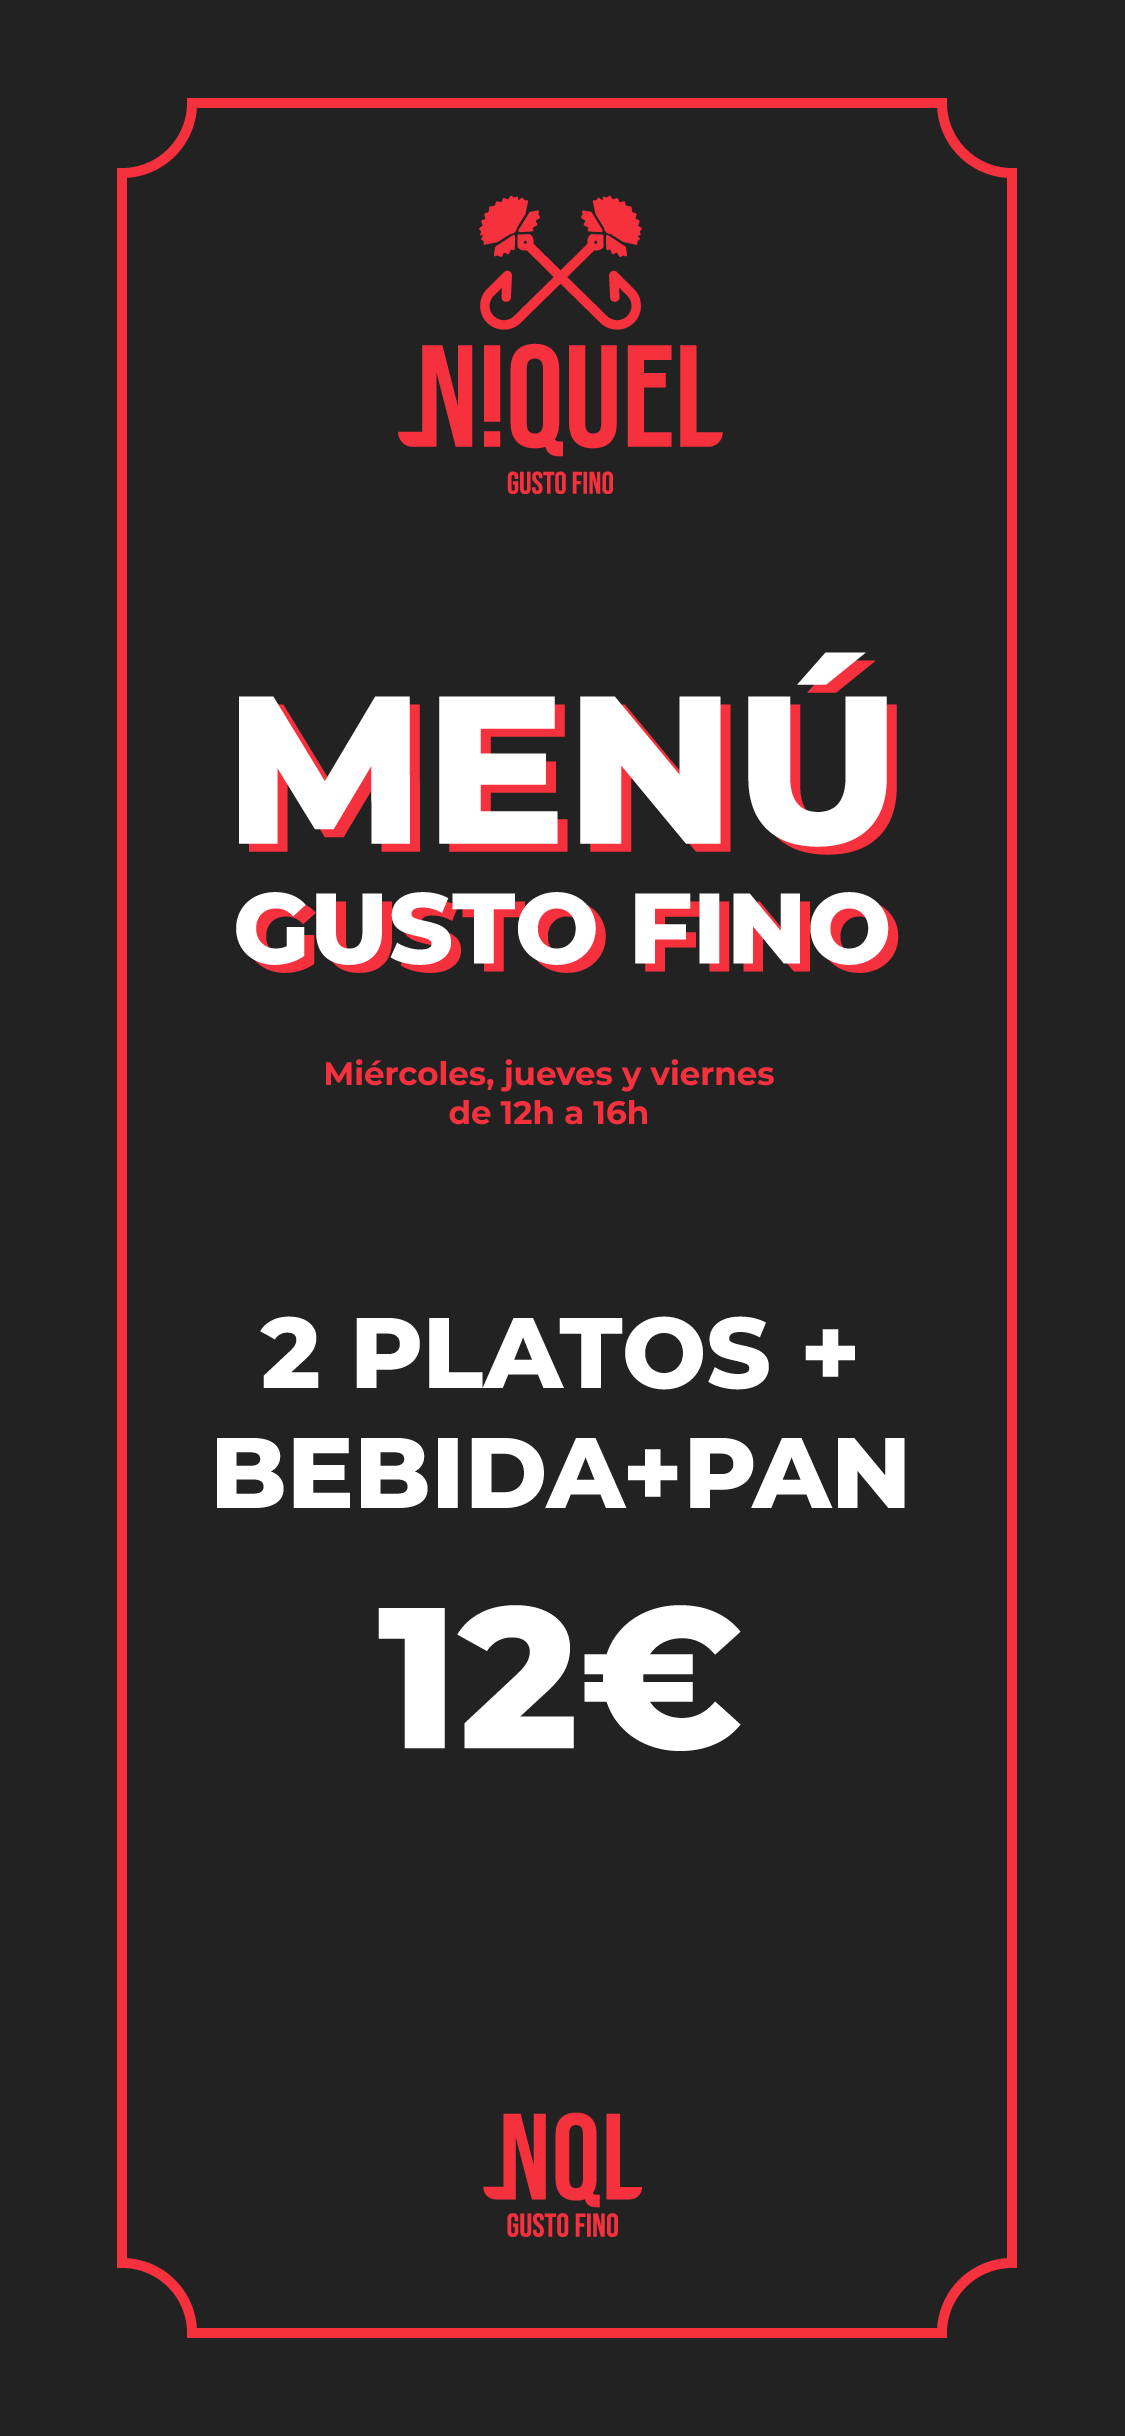 N!QUEL
GUSTO FINO
MENÚ
GUSTO FINO
Miércoles, jueves y viernes
de 12h a 16h
2 PLATOS +
BEBIDA+PAN
12€
NQL
GUSTO FINO